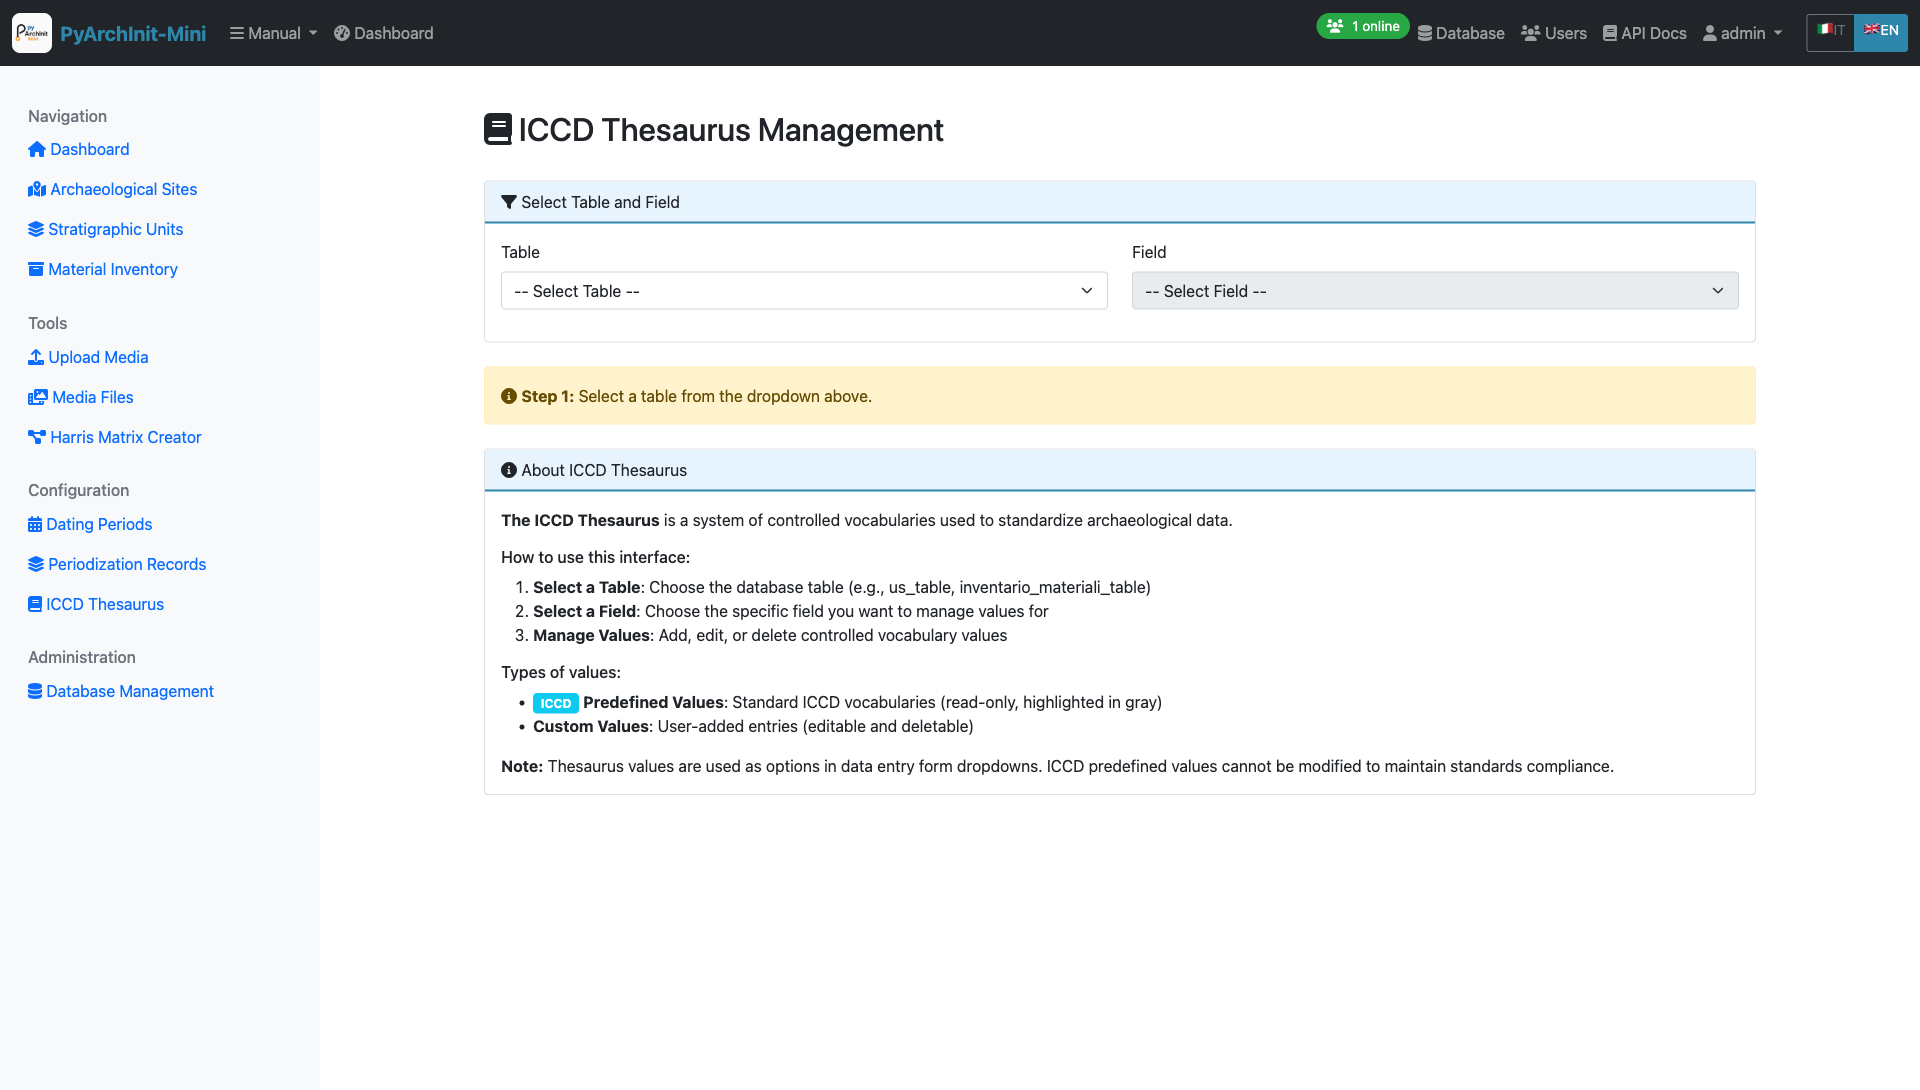 PyArchInit-Mini
Manual
Dashboard
1 online
Database
Users
API Docs
admin
IT
EN
Navigation
Dashboard
Archaeological Sites
Stratigraphic Units
Material Inventory
Tools
Upload Media
Media Files
Harris Matrix Creator
Configuration
Dating Periods
Periodization Records
ICCD Thesaurus
Administration
Database Management
ICCD Thesaurus Management
Select Table and Field
Table
Field
-- Select Table --
-- Select Field --
Step 1: Select a table from the dropdown above.
About ICCD Thesaurus
The ICCD Thesaurus is a system of controlled vocabularies used to standardize archaeological data.
How to use this interface:
1. Select a Table: Choose the database table (e.g., us_table, inventario_materiali_table)
2. Select a Field: Choose the specific field you want to manage values for
3. Manage Values: Add, edit, or delete controlled vocabulary values
Types of values:
• ICCD Predefined Values: Standard ICCD vocabularies (read-only, highlighted in gray)
• Custom Values: User-added entries (editable and deletable)
Note: Thesaurus values are used as options in data entry form dropdowns. ICCD predefined values cannot be modified to maintain standards compliance.